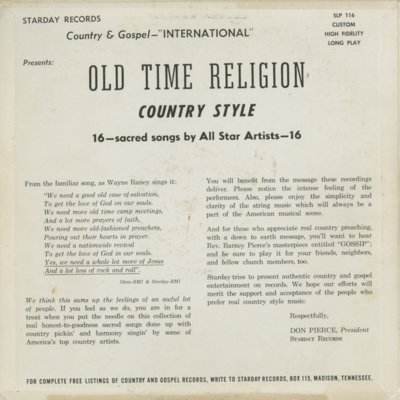 STARDAY RECORDS
Country & Gospel—"INTERNATIONAL"
SLP 116
CUSTOM
HIGH FIDELITY
LONG PLAY
Presents:
OLD TIME RELIGION
COUNTRY STYLE
16—sacred songs by All Star Artists—16
From the familiar song, as Wayne Raney sings it:
"We need a good old case of salvation,
To get the love of God on our souls.
We need more old time camp meetings,
And a lot more prayers of faith,
We need more old-fashioned preachers,
Pouring out their hearts in prayer.
We need a nationwide revival
To get the love of God in our souls.
Yes, we need a whole lot more of Jesus
And a lot less of rock and roll".
BMI & Starday-BMI)
We think this sums up the feelings of an awful lot
of people. If you feel as we do, you are in for a
treat when you put the needle on this collection of
real honest-to-goodness sacred songs done up with
country pickin' and harmony singin' by some of
America's top country artists.
You will benefit from the message these recordings
deliver. Please notice the intense feeling of the
performers. Also, please enjoy the simplicity and
clarity of the string music which will always be a
part of the American musical scene.
And for those who appreciate real country preaching,
with a down to earth message, you'll want to hear
Rev. Barney Pierce's masterpiece entitled "GOSSIP";
and be sure to play it for your friends, neighbors,
and fellow church members, too.
Starday tries to present authentic country and gospel
entertainment on records. We hope our efforts will
merit the support and acceptance of the people who
prefer real country style music.
Respectfully,
DON PIERCE, President
STARDAY RECORDS
FOR COMPLETE FREE LISTINGS OF COUNTRY AND GOSPEL RECORDS, WRITE TO STARDAY RECORDS, BOX 115, MADISON, TENNESSEE.